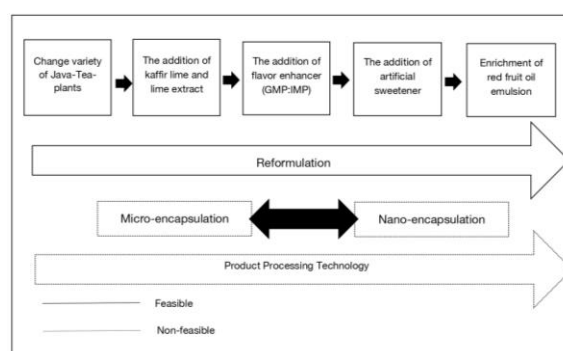 Change variety
of Java-Tea-
plants
The addition of
kaffir lime and
lime extract
The addition of
flavor enhancer
(GMP:IMP)
The addition of
artificial
sweetener
Enrichment of
red fruit oil
emulsion
Reformulation
Micro-encapsulation
Nano-encapsulation
Product Processing Technology
Feasible
Non-feasible